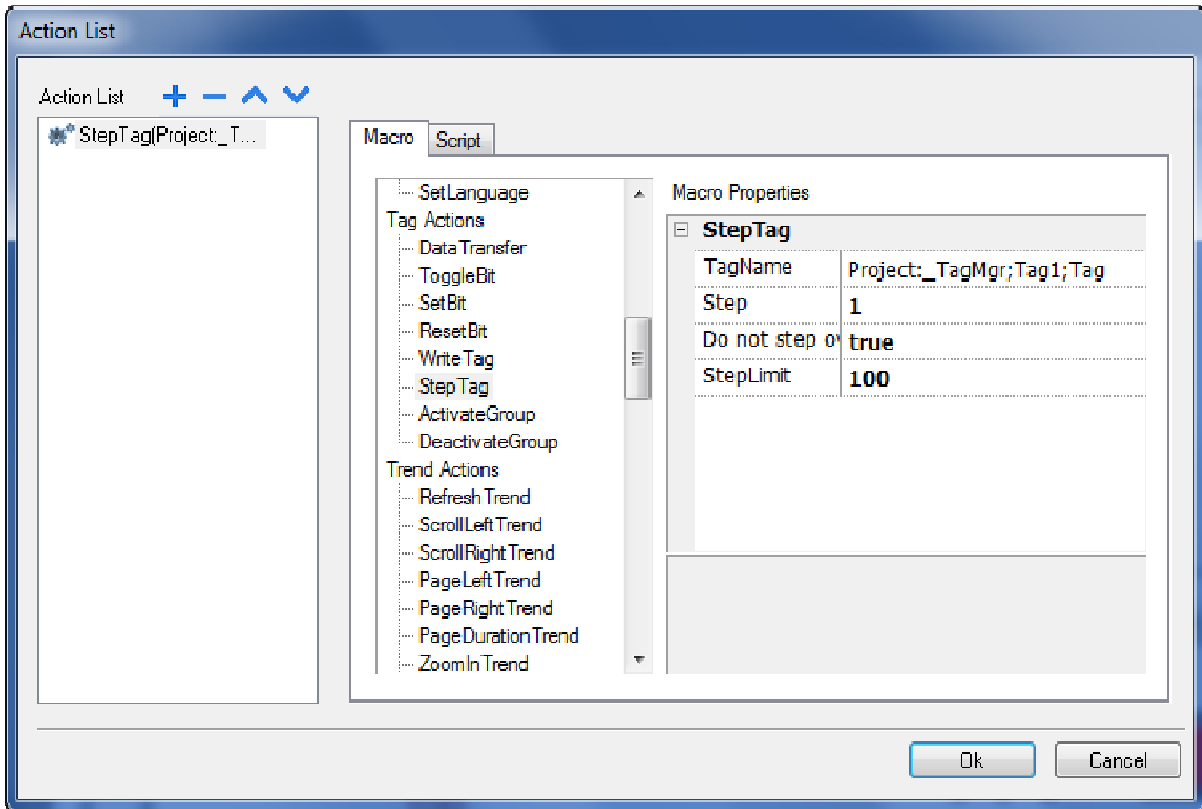 Action List
Action List
StepTag(Project:_T...
Macro
Script
SetLanguage
Tag Actions
DataTransfer
ToggleBit
SetBit
ResetBit
WriteTag
StepTag
ActivateGroup
DeactivateGroup
Trend Actions
RefreshTrend
ScrollLeftTrend
ScrollRightTrend
PageLeftTrend
PageRightTrend
PageDurationTrend
ZoomInTrend
Macro Properties
StepTag
TagName Project:_TagMgr;Tag1;Tag
Step 1
Do not step o true
StepLimit 100
Ok
Cancel